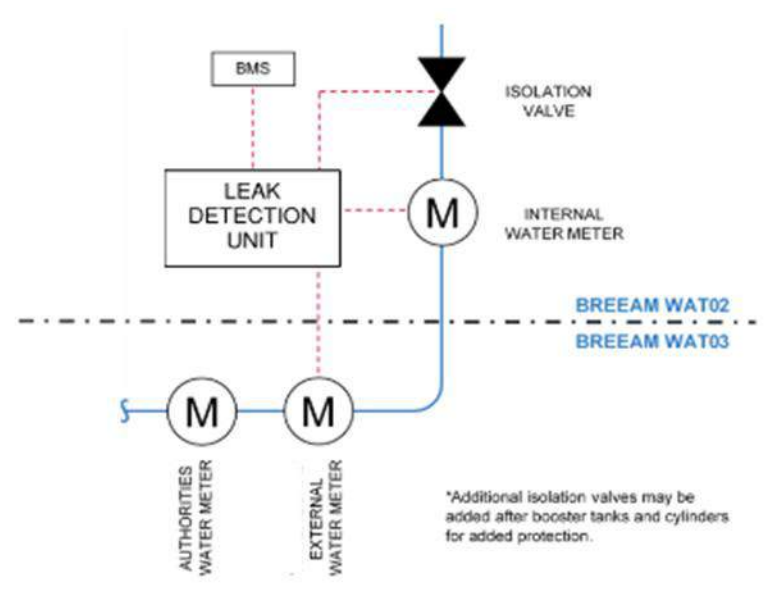 BMS
ISOLATION
VALVE
LEAK
DETECTION
UNIT
M
INTERNAL
WATER METER
BREEAM WAT02
BREEAM WAT03
M
M
AUTHORITIES
WATER METER
EXTERNAL
WATER METER
*Additional isolation valves may be
added after booster tanks and cylinders
for added protection.